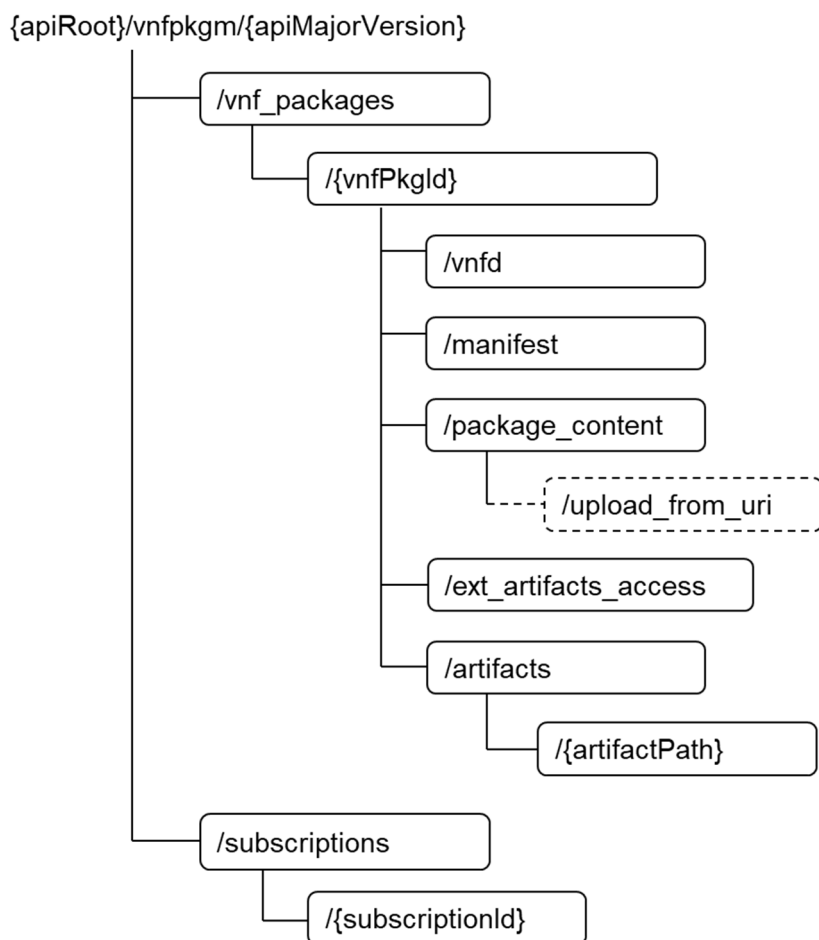 {apiRoot}/vnfpkgm/{apiMajorVersion}
/vnf_packages
/{vnfPkgId}
/vnfd
/manifest
/package_content
/upload_from_uri
/ext_artifacts_access
/artifacts
/{artifactPath}
/subscriptions
/{subscriptionId}